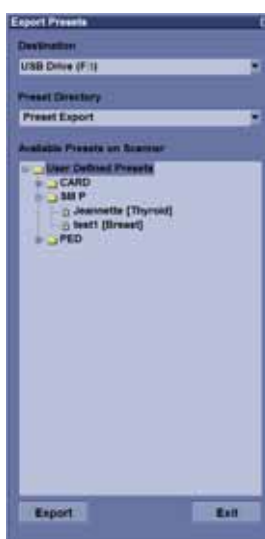 Export Presets
Destination
USB Drive (F:\)
Preset Directory
Preset Export
Available Presets on Scanner
User Defined Presets
CARD
SM P
Jeannette [Thyroid]
test1 [Breast]
PED
Export Exit